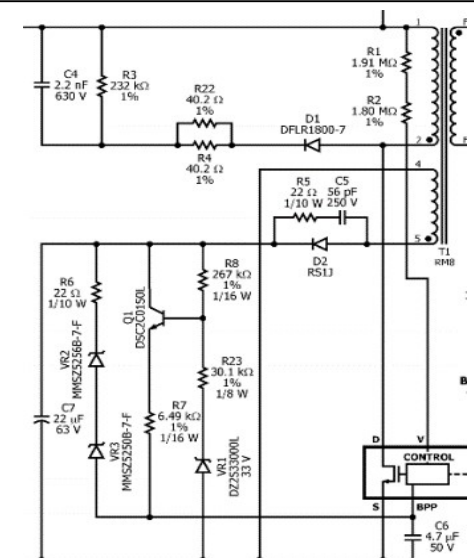 1
C4
2.2 nF
630 V
R3
232 kΩ
1%
R22
40.2 Ω
1%
R4
40.2 Ω
1%
D1
DFLR1800-7
R1
1.91 MΩ
1%
R2
1.80 MΩ
1%
2
4
R5
22 Ω
1/10 W
C5
56 pF
250 V
5
T1
RM8
D2
RS1J
R6
22 Ω
1/10 W
Q1
DSC2C0150L
R8
267 kΩ
1%
1/16 W
VR2
MMSZ5256B-7-F
R23
30.1 kΩ
1%
1/8 W
C7
22 µF
63 V
VR3
MMSZ5250B-7-F
R7
6.49 kΩ
1%
1/16 W
VR1
DZ2S33000L
33 V
D
V
CONTROL
S
BPP
C6
4.7 µF
50 V